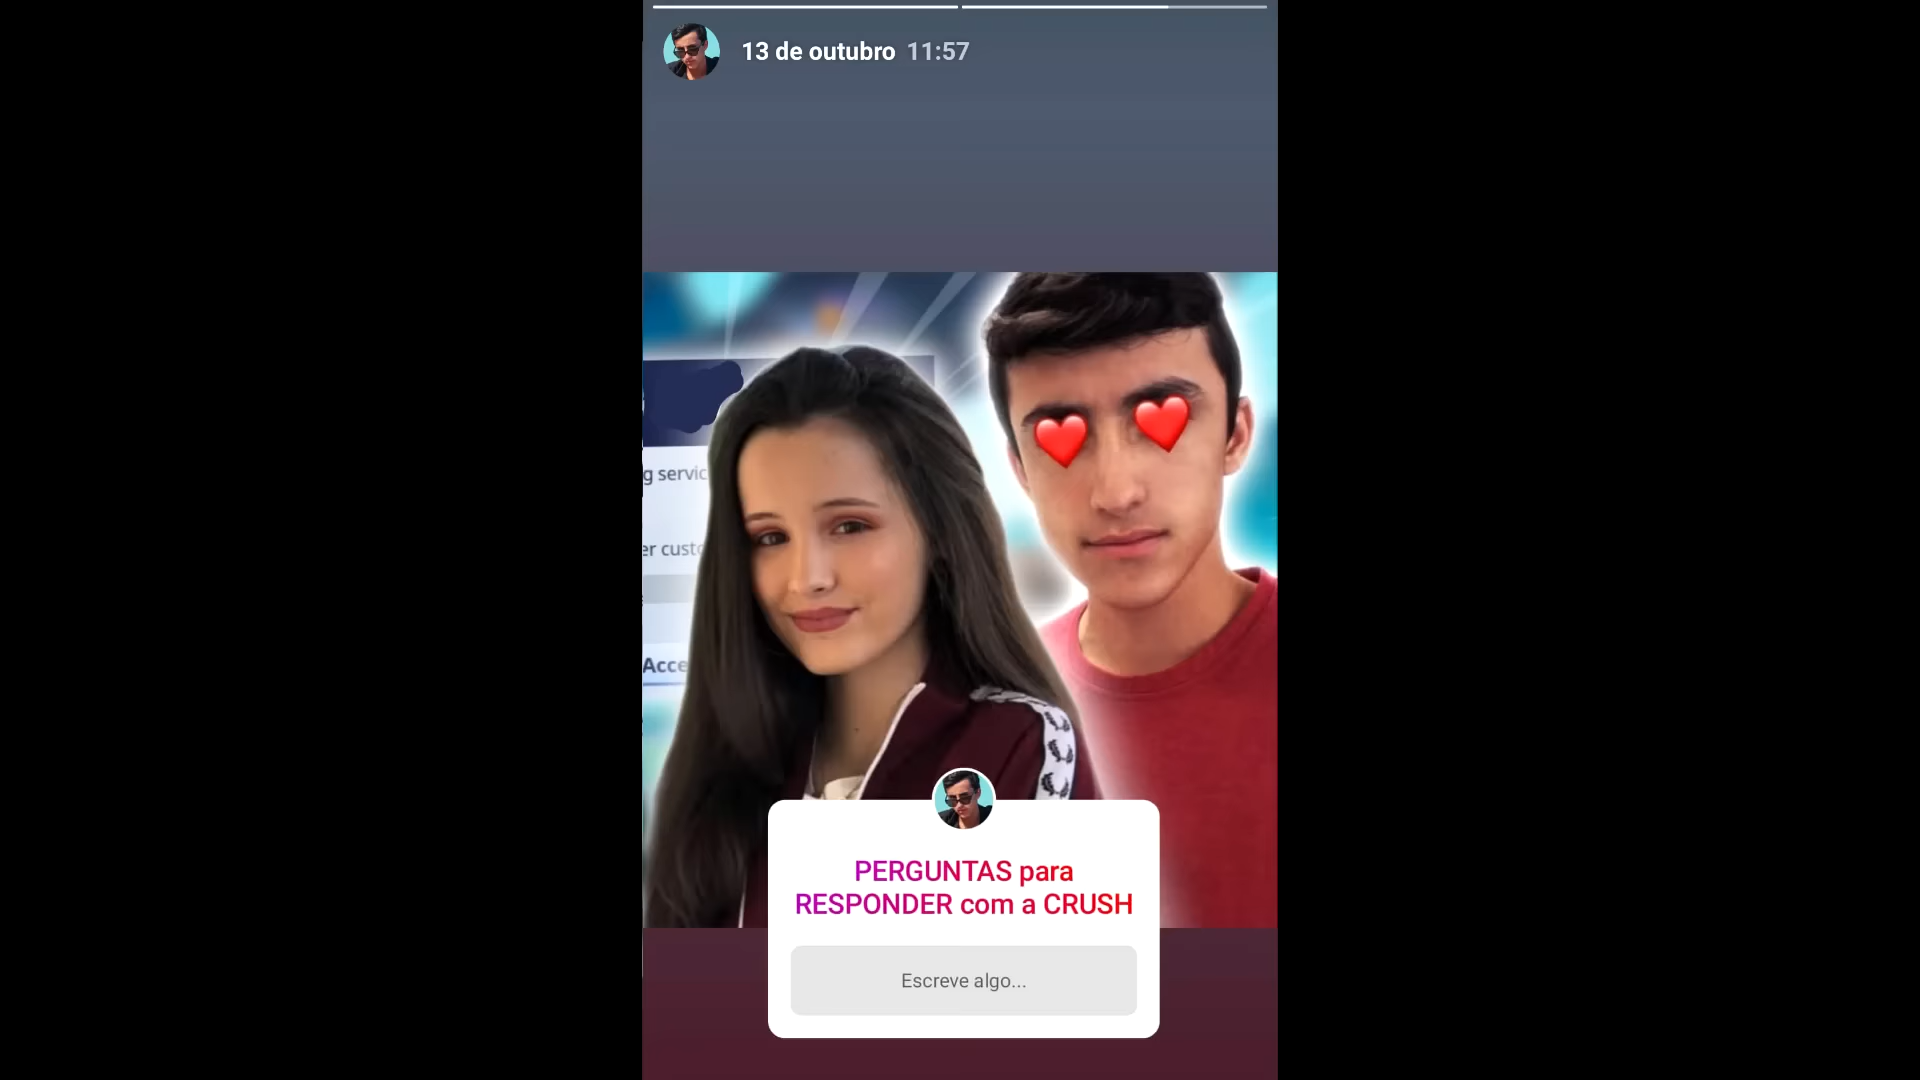 13 de outubro 11:57
g servic
er custo
Acce
PERGUNTAS para
RESPONDER com a CRUSH
Escreve algo...